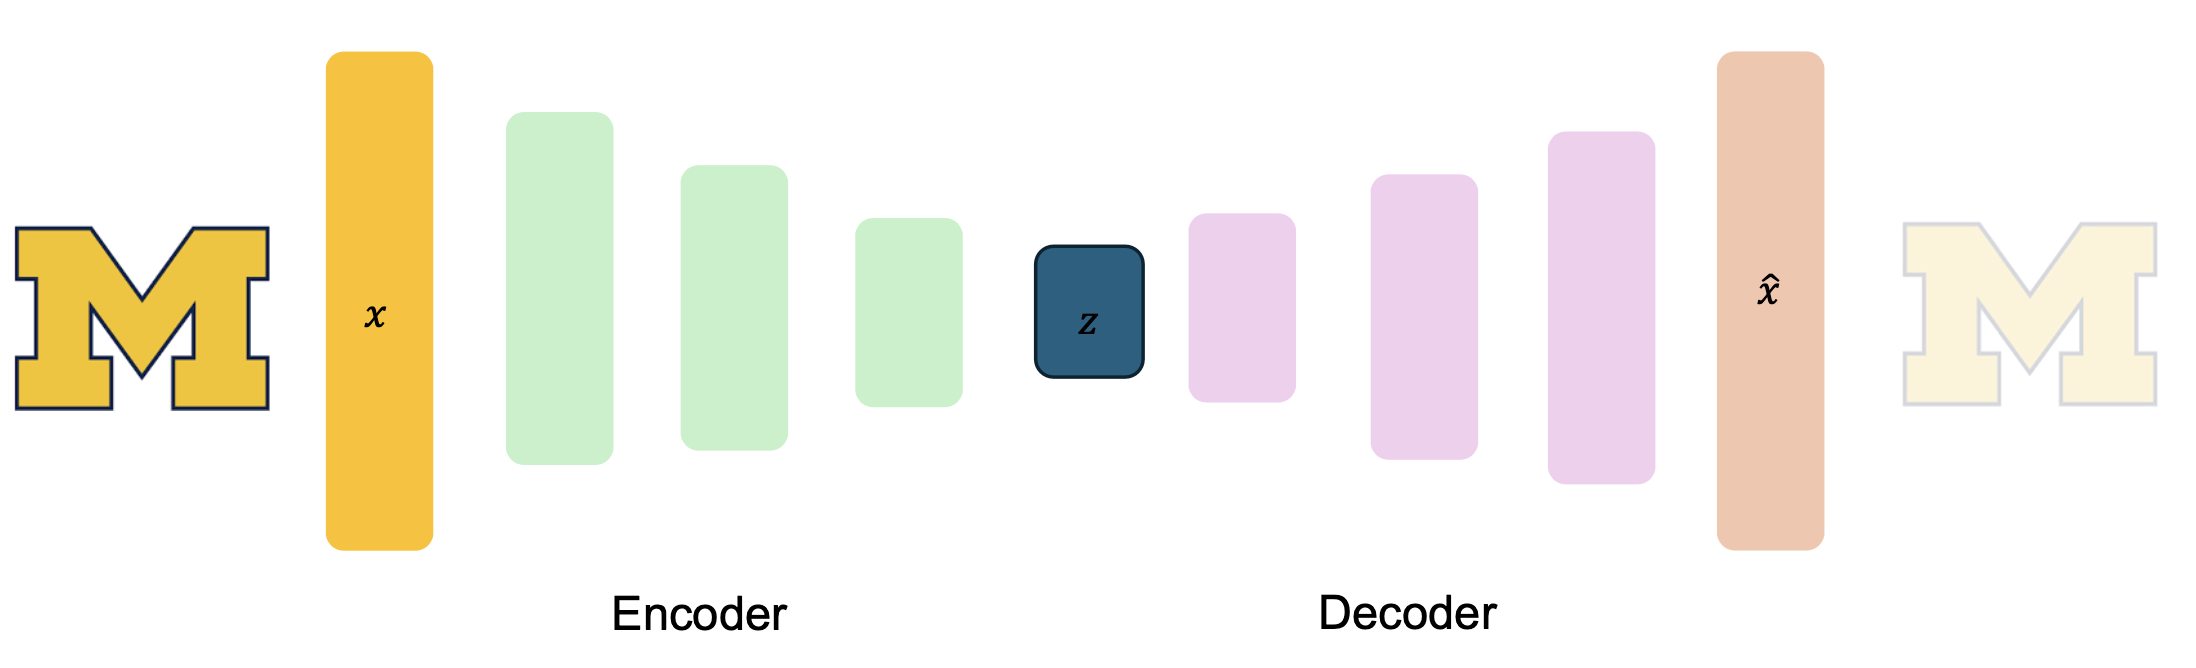 M
x
z
x̂
M
Encoder
Decoder